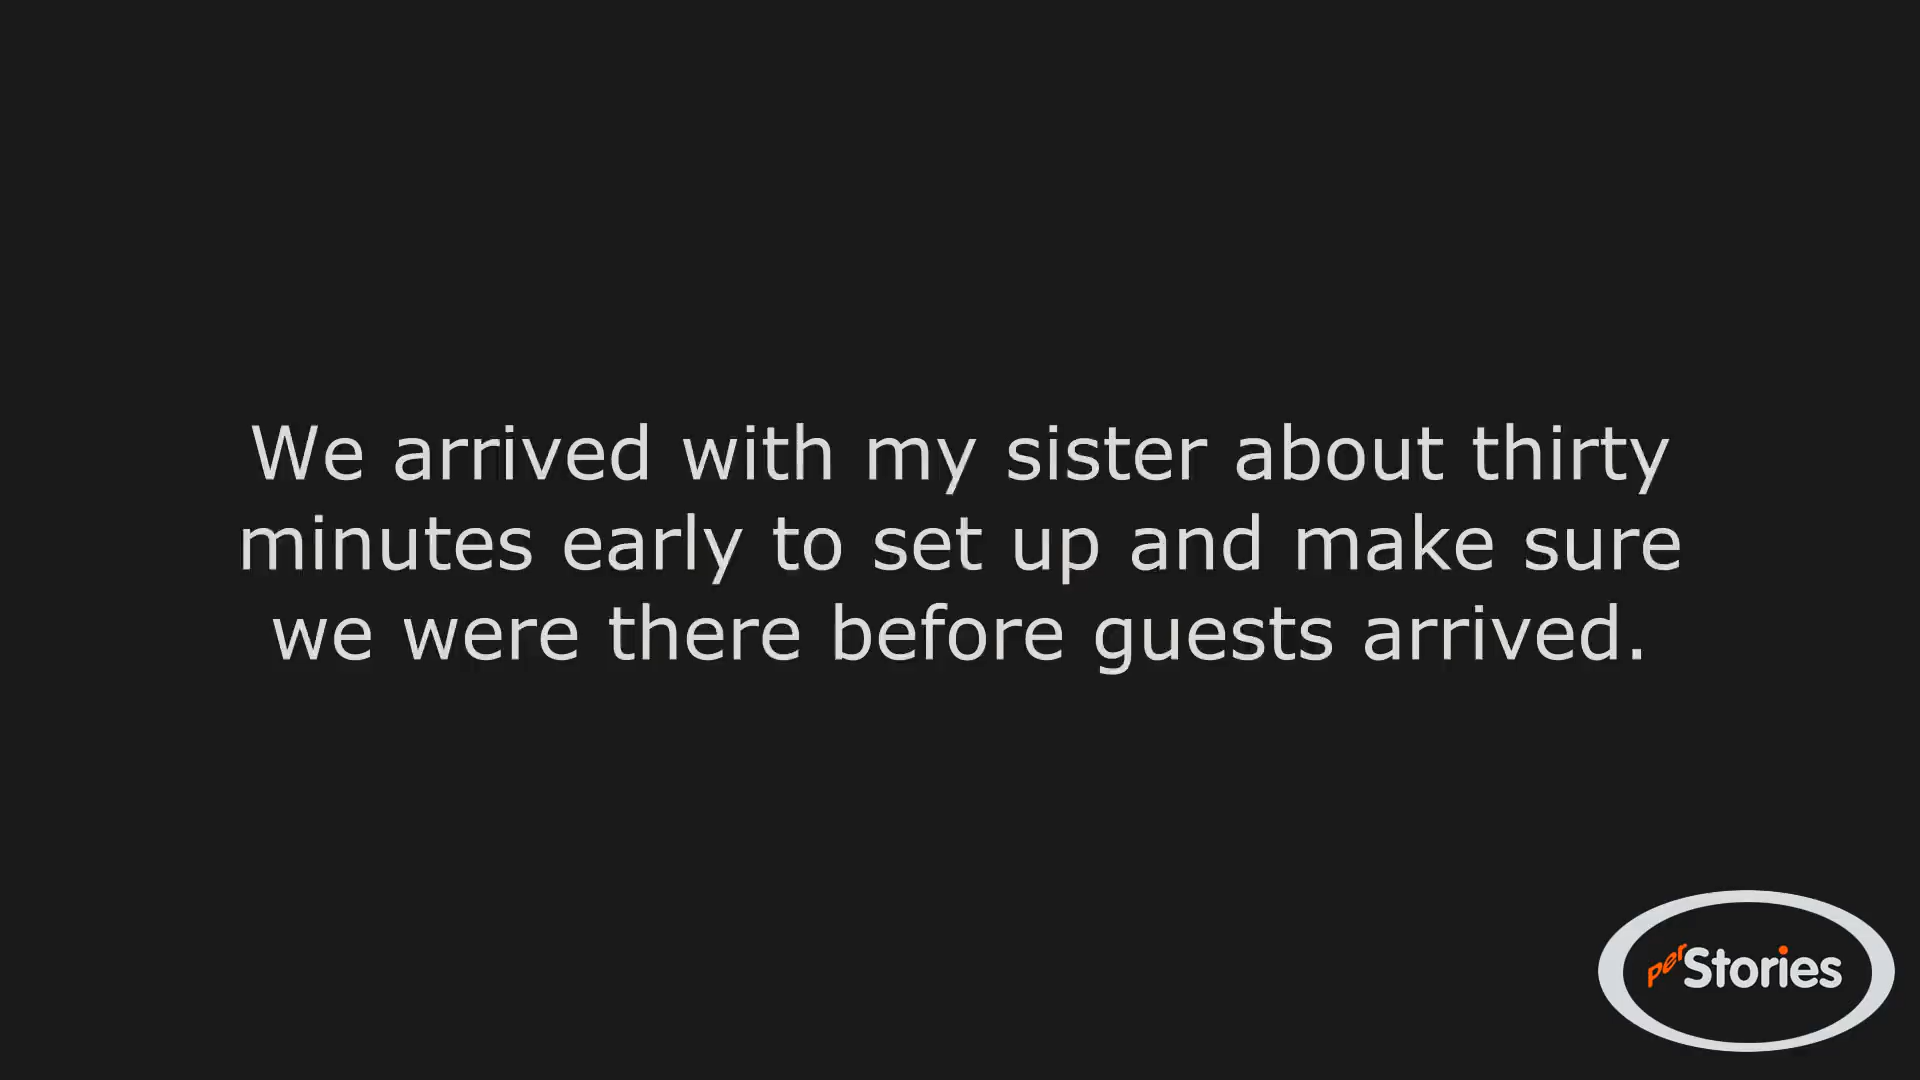 We arrived with my sister about thirty
minutes early to set up and make sure
we were there before guests arrived.
perStories